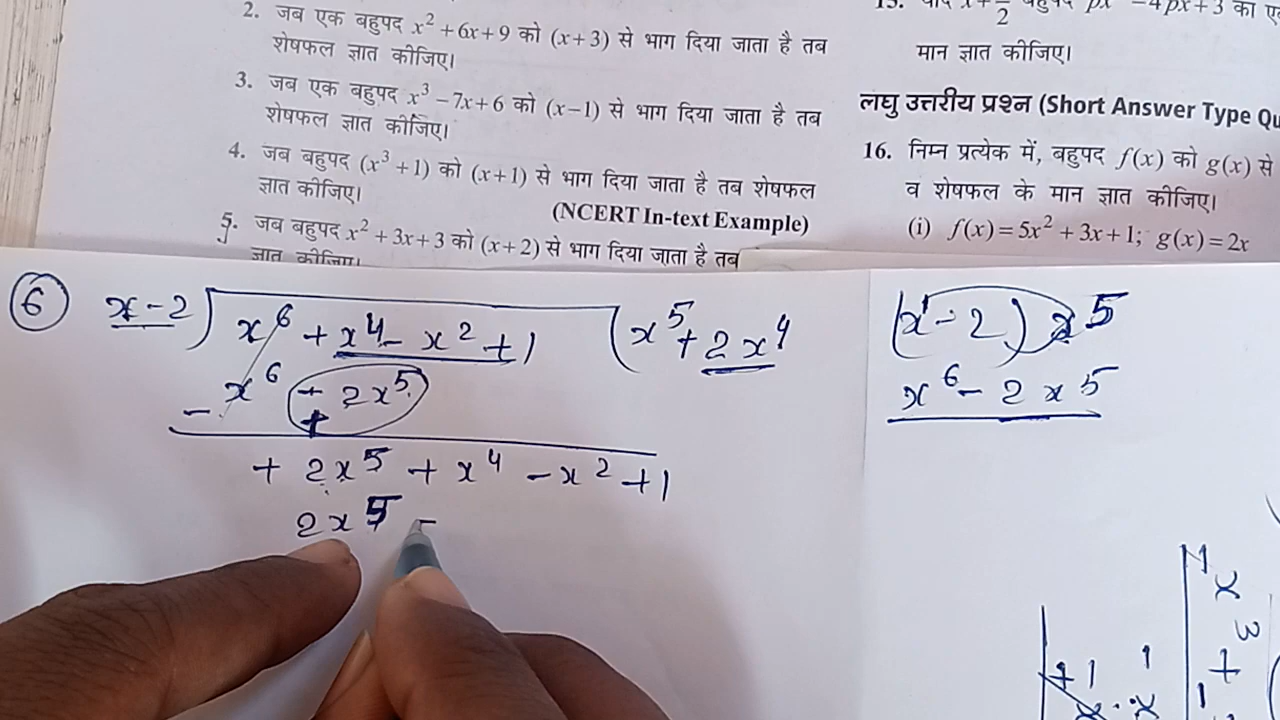 2. जब एक बहुपद x² + 6x + 9 को (x + 3) से भाग दिया जाता है तब
शेषफल ज्ञात कीजिए।
3. जब एक बहुपद x³ − 7x + 6 को (x − 1) से भाग दिया जाता है तब
शेषफल ज्ञात कीजिए।
4. जब बहुपद (x³ + 1) को (x + 1) से भाग दिया जाता है तब शेषफल
ज्ञात कीजिए।
(NCERT In-text Example)
5. जब बहुपद x² + 3x + 3 को (x + 2) से भाग दिया जाता है तब
ज्ञात कीजिए।
मान ज्ञात कीजिए।
लघु उत्तरीय प्रश्न (Short Answer Type
16. निम्न प्रत्येक में, बहुपद f(x) को g(x) से
व शेषफल के मान ज्ञात कीजिए।
(i) f(x) = 5x² + 3x + 1; g(x) = 2x
6 x − 2 ) x⁶ + x⁴ − x² + 1 ( x⁵ + 2x⁴
− x⁶ + 2x⁵
+ 2x⁵ + x⁴ − x² + 1
2x⁵ −
(x − 2) x⁵
x⁶ − 2x⁵